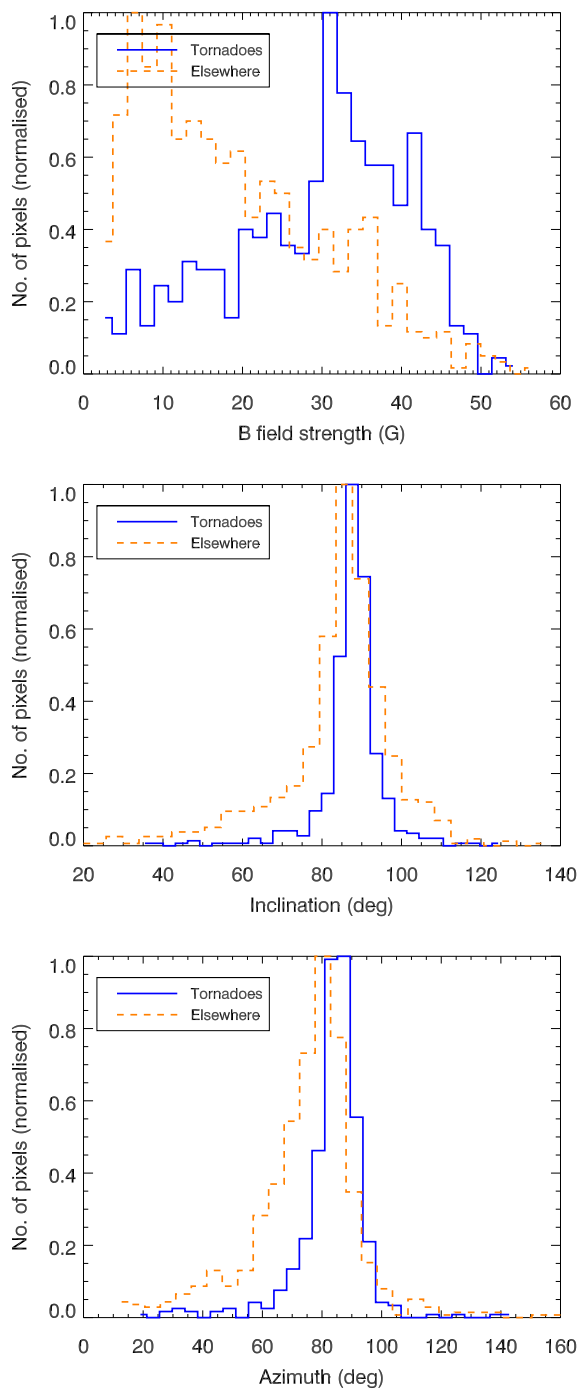 No. of pixels (normalised)
1.0
0.8
0.6
0.4
0.2
0.0
Tornadoes
Elsewhere
0 10 20 30 40 50 60
B field strength (G)
No. of pixels (normalised)
1.0
0.8
0.6
0.4
0.2
0.0
Tornadoes
Elsewhere
20 40 60 80 100 120 140
Inclination (deg)
No. of pixels (normalised)
1.0
0.8
0.6
0.4
0.2
0.0
Tornadoes
Elsewhere
0 20 40 60 80 100 120 140 160
Azimuth (deg)